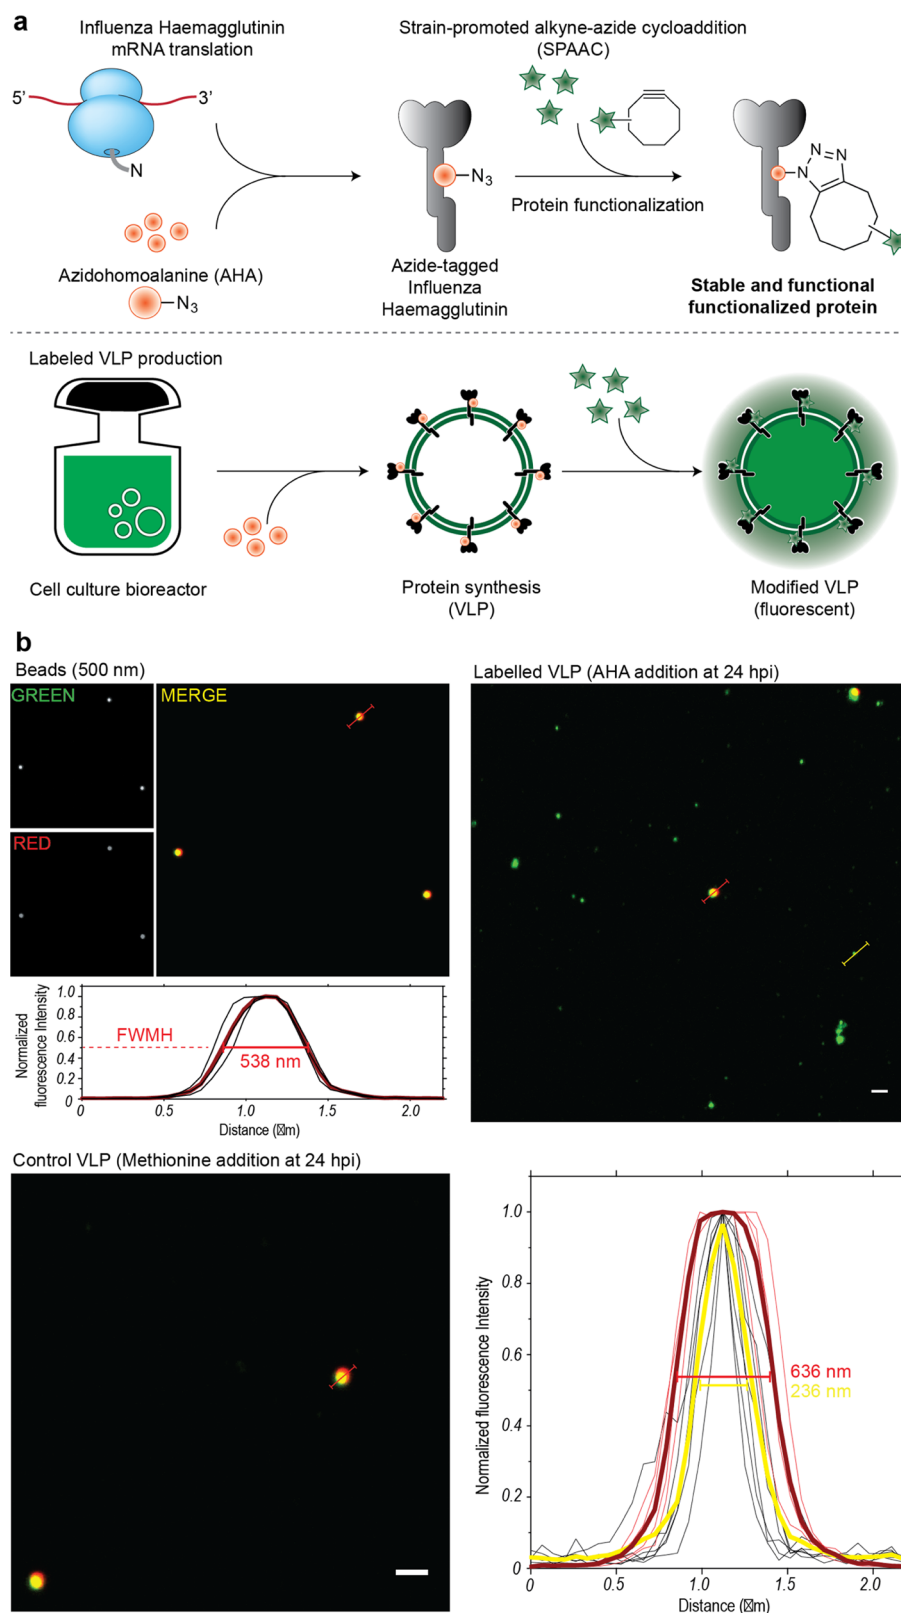 a
Influenza Haemagglutinin
mRNA translation
Strain-promoted alkyne-azide cycloaddition
(SPAAC)
5’
3’
N
N₃
N
N
N
Protein functionalization
Azidohomoalanine (AHA)
N₃
Azide-tagged
Influenza
Haemagglutinin
Stable and functional
functionalized protein
Labeled VLP production
Cell culture bioreactor
Protein synthesis
(VLP)
Modified VLP
(fluorescent)
b
Beads (500 nm)
GREEN
MERGE
RED
Labelled VLP (AHA addition at 24 hpi)
Normalized
fluorescence Intensity
1.0
0.8
0.6
0.4
0.2
0
FWMH
538 nm
0
0.5
1.0
1.5
2.0
Distance (□m)
Control VLP (Methionine addition at 24 hpi)
Normalized fluorescence Intensity
1.0
0.8
0.6
0.4
0.2
0
636 nm
236 nm
0
0.5
1.0
1.5
2.0
Distance (□m)